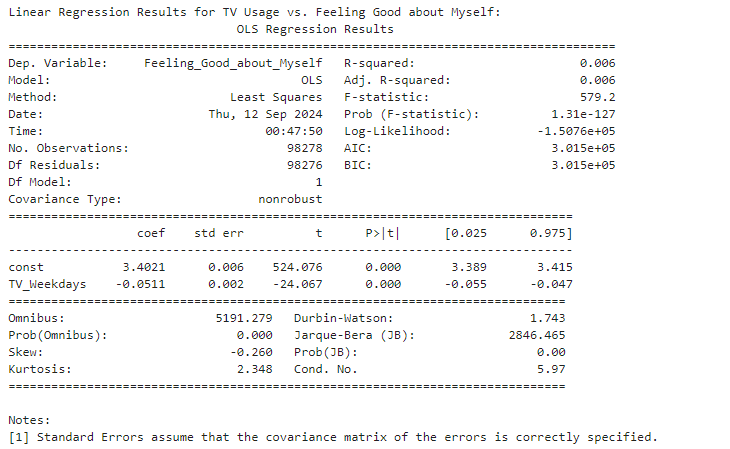 Linear Regression Results for TV Usage vs. Feeling Good about Myself:
OLS Regression Results
==============================================================================
Dep. Variable:     Feeling_Good_about_Myself   R-squared:                       0.006
Model:                                   OLS   Adj. R-squared:                  0.006
Method:                        Least Squares   F-statistic:                     579.2
Date:                       Thu, 12 Sep 2024   Prob (F-statistic):          1.31e-127
Time:                               00:47:50   Log-Likelihood:            -1.5076e+05
No. Observations:                      98278   AIC:                         3.015e+05
Df Residuals:                          98276   BIC:                         3.015e+05
Df Model:                                  1
Covariance Type:                   nonrobust
==============================================================================
coef    std err          t      P>|t|      [0.025      0.975]
------------------------------------------------------------------------------
const          3.4021      0.006    524.076      0.000       3.389       3.415
TV_Weekdays   -0.0511      0.002    -24.067      0.000      -0.055      -0.047
==============================================================================
Omnibus:                     5191.279   Durbin-Watson:                   1.743
Prob(Omnibus):                  0.000   Jarque-Bera (JB):             2846.465
Skew:                          -0.260   Prob(JB):                         0.00
Kurtosis:                       2.348   Cond. No.                         5.97
==============================================================================
Notes:
[1] Standard Errors assume that the covariance matrix of the errors is correctly specified.